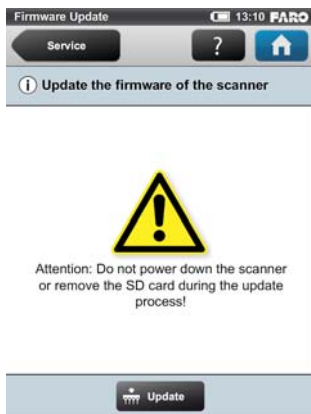 Firmware Update 13:10 FARO
Service ?
i Update the firmware of the scanner
!
Attention: Do not power down the scanner
or remove the SD card during the update
process!
Update